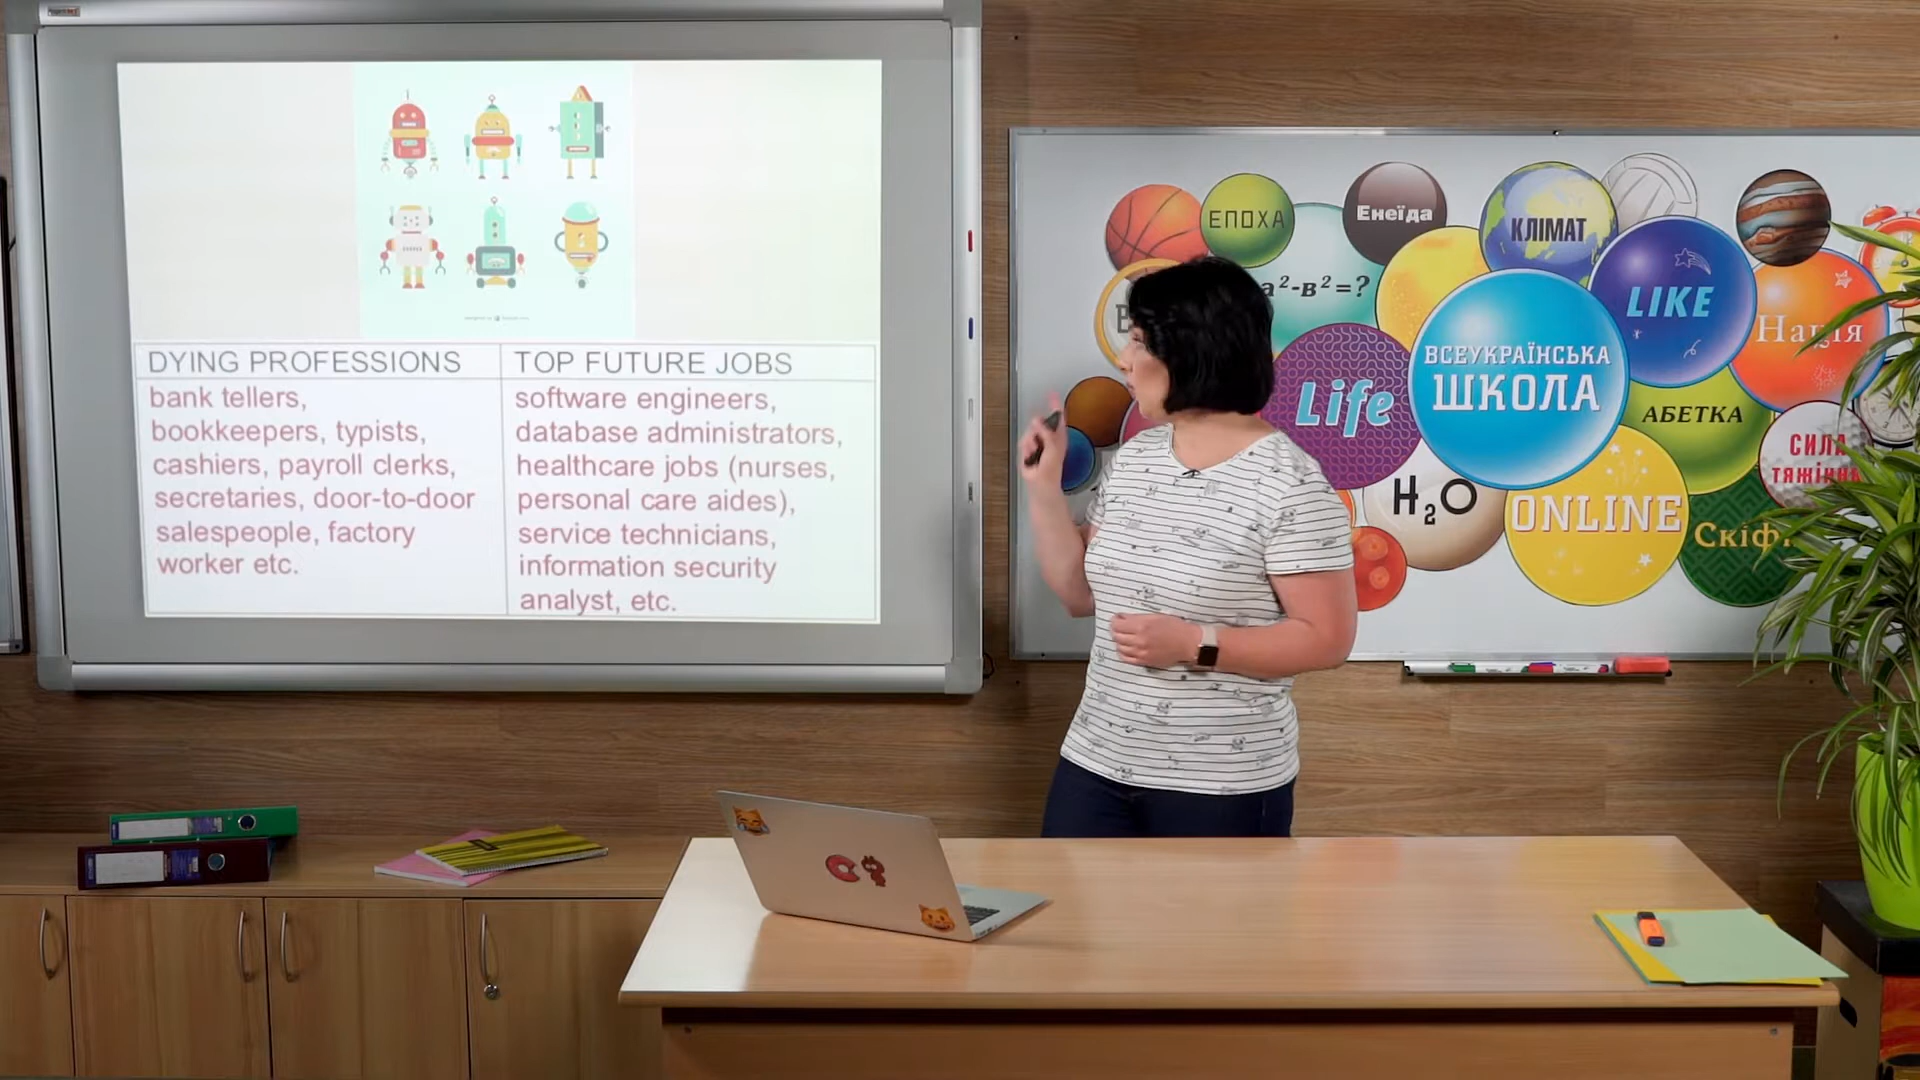 DYING PROFESSIONS
bank tellers,
bookkeepers, typists,
cashiers, payroll clerks,
secretaries, door-to-door
salespeople, factory
worker etc.
TOP FUTURE JOBS
software engineers,
database administrators,
healthcare jobs (nurses,
personal care aides),
service technicians,
information security
analyst, etc.
ЕПОХА
Енеїда
КЛІМАТ
a²-в²=?
LIKE
Нація
Life
ВСЕУКРАЇНСЬКА
ШКОЛА
АБЕТКА
СИЛА
H₂O
ONLINE